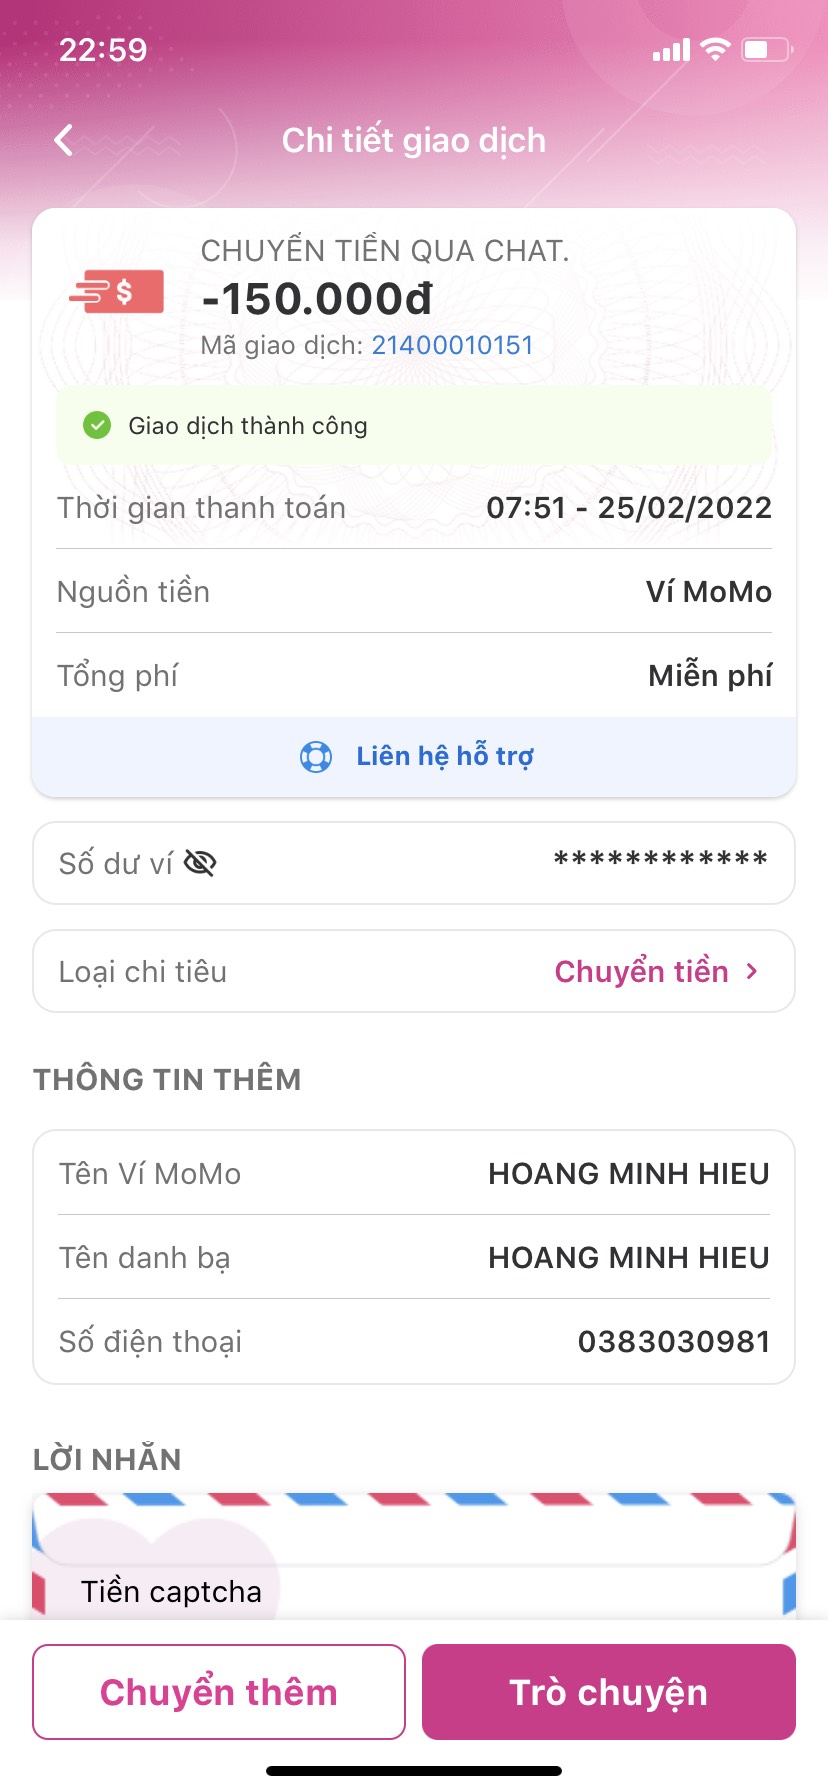 22:59
Chi tiết giao dịch
CHUYỂN TIỀN QUA CHAT.
-150.000đ
Mã giao dịch: 21400010151
Giao dịch thành công
Thời gian thanh toán 07:51 - 25/02/2022
Nguồn tiền Ví MoMo
Tổng phí Miễn phí
Liên hệ hỗ trợ
Số dư ví ************
Loại chi tiêu Chuyển tiền >
THÔNG TIN THÊM
Tên Ví MoMo HOANG MINH HIEU
Tên danh bạ HOANG MINH HIEU
Số điện thoại 0383030981
LỜI NHẮN
Tiền captcha
Chuyển thêm Trò chuyện